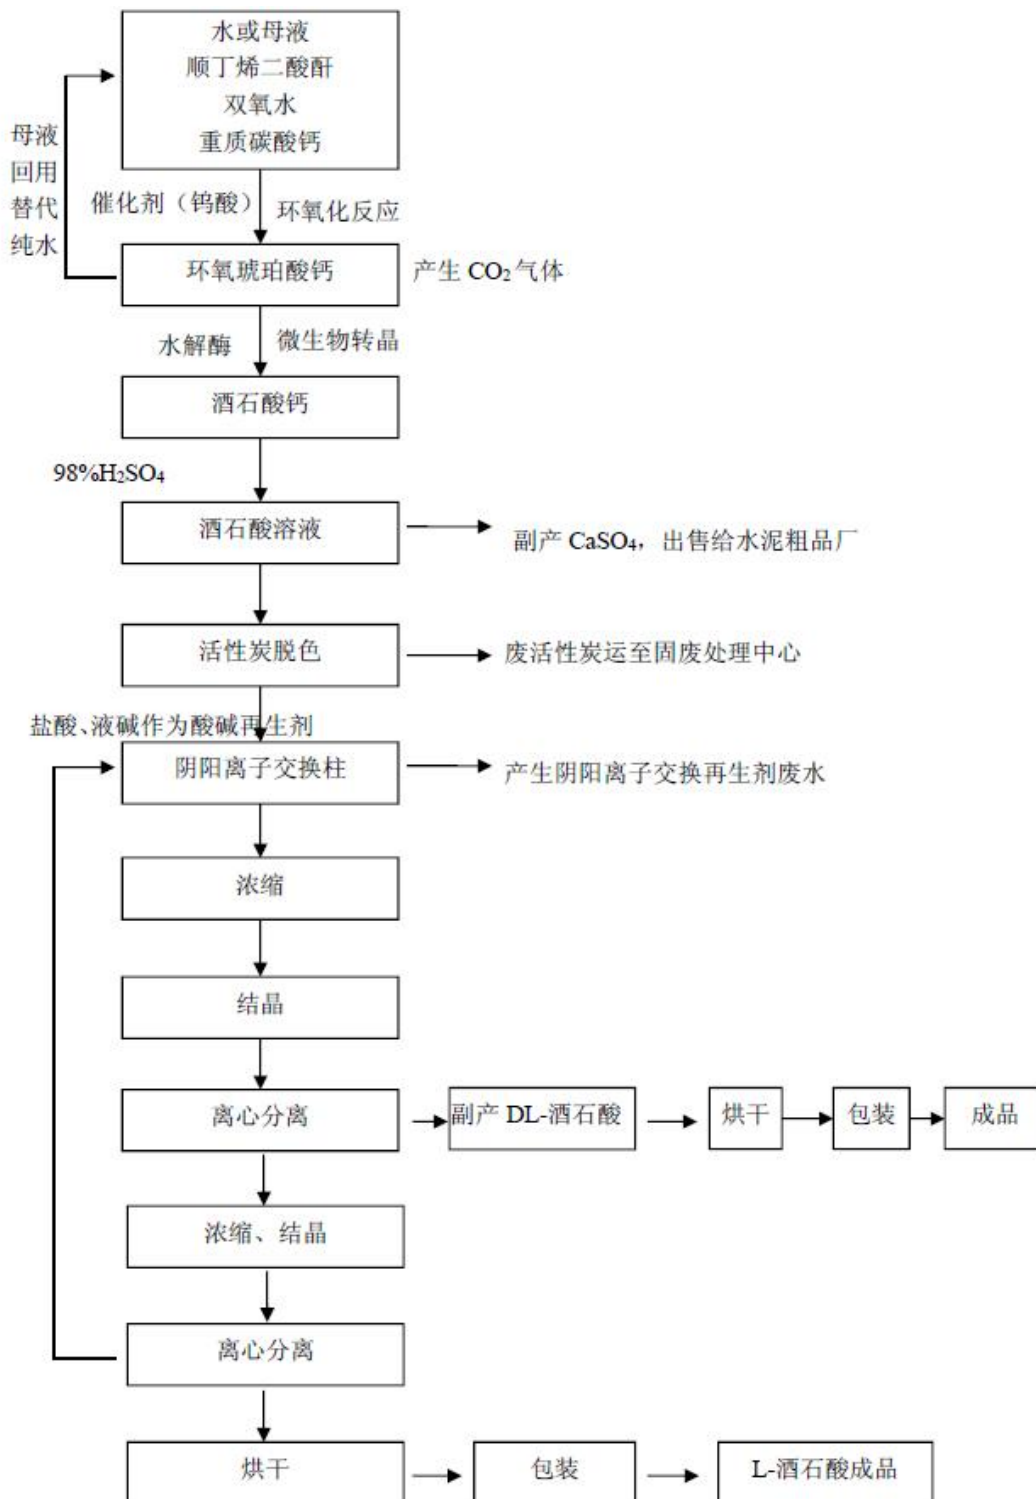 水或母液
顺丁烯二酸酐
双氧水
重质碳酸钙
母液
回用
替代
纯水
催化剂（钨酸）
环氧化反应
环氧琥珀酸钙
产生 CO₂气体
水解酶
微生物转晶
酒石酸钙
98%H₂SO₄
酒石酸溶液
副产 CaSO₄，出售给水泥粗品厂
活性炭脱色
废活性炭运至固废处理中心
盐酸、液碱作为酸碱再生剂
阴阳离子交换柱
产生阴阳离子交换再生剂废水
浓缩
结晶
离心分离
副产 DL-酒石酸
烘干
包装
成品
浓缩、结晶
离心分离
烘干
包装
L-酒石酸成品